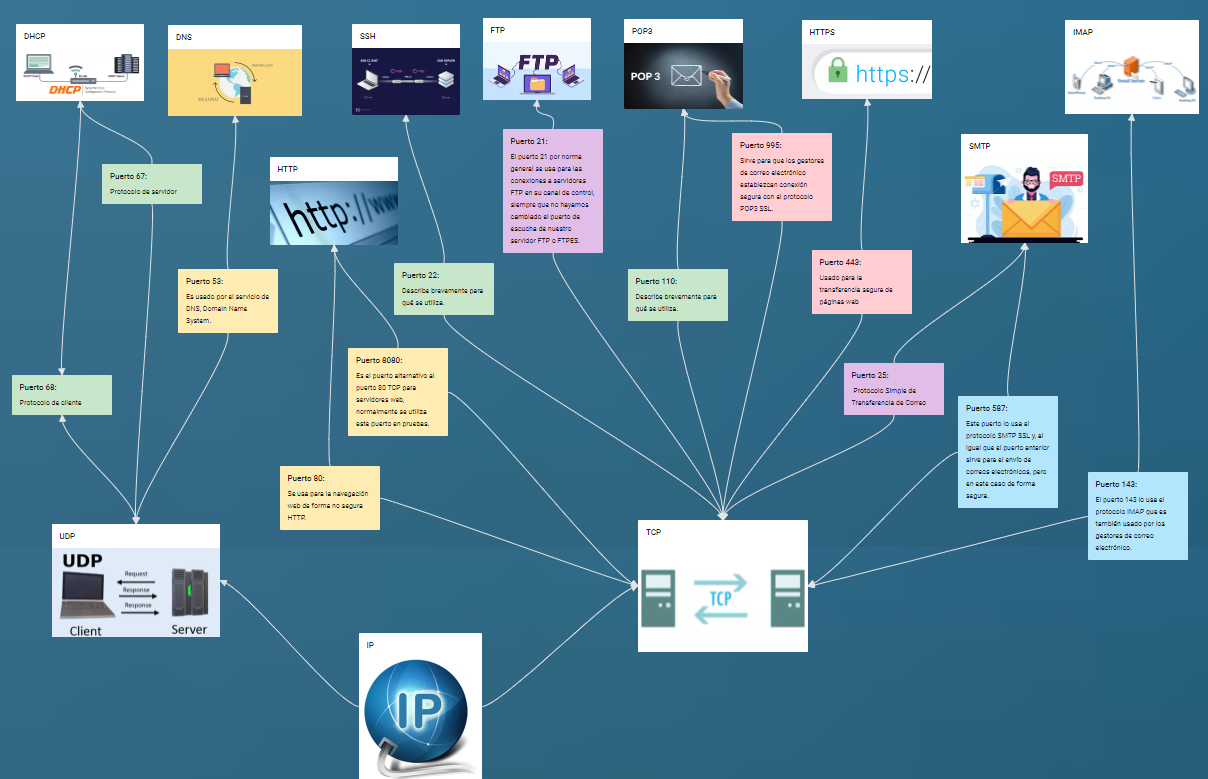 DHCP
DHCP
DNS
domain.com
SSH
SSH CLIENT
SSH SERVER
FTP
FTP
POP3
POP 3
HTTPS
https://
IMAP
Email Server
Puerto 67:
Protocolo de servidor
HTTP
http://www
Puerto 21:
El puerto 21 por norma
general se usa para las
conexiones a servidores
FTP en su canal de control,
siempre que no hayamos
cambiado el puerto de
escucha de nuestro
servidor FTP o FTPES.
Puerto 995:
Sirve para que los gestores
de correo electrónico
establezcan conexión
segura con el protocolo
POP3 SSL.
SMTP
SMTP
Puerto 53:
Es usado por el servicio de
DNS, Domain Name
System.
Puerto 22:
Describe brevemente para
qué se utiliza.
Puerto 110:
Describe brevemente para
qué se utiliza.
Puerto 443:
Usado para la
transferencia segura de
páginas web
Puerto 68:
Protocolo de cliente
Puerto 8080:
Es el puerto alternativo al
puerto 80 TCP para
servidores web,
normalmente se utiliza
este puerto en pruebas.
Puerto 25:
Protocolo Simple de
Transferencia de Correo
Puerto 587:
Este puerto lo usa el
protocolo SMTP SSL y, al
igual que el puerto anterior
sirve para el envío de
correos electrónicos, pero
en este caso de forma
segura.
Puerto 80:
Se usa para la navegación
web de forma no segura
HTTP.
Puerto 143:
El puerto 143 lo usa el
protocolo IMAP que es
también usado por los
gestores de correo
electrónico.
UDP
UDP
Request
Response
Response
Client
Server
TCP
TCP
IP
IP